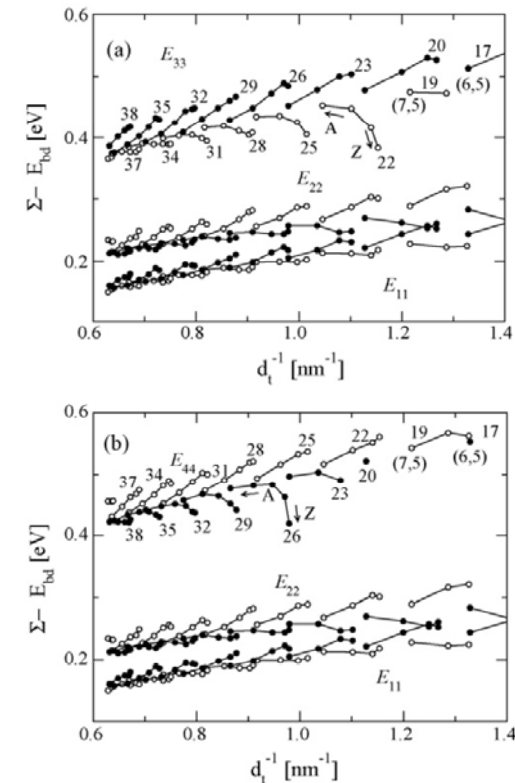 (a)
E33
20
17
26
23
(6,5)
29
32
19
35
(7,5)
38
A
Z
22
37
34
31
28
25
E22
E11
0.6
0.4
0.2
Σ− Ebd [eV]
0.6 0.8 1.0 1.2 1.4
dt-1 [nm-1]
(b)
19
17
22
25
28
(7,5)
(6,5)
E44
31
34
37
20
A
23
Z
38
35
32
29
26
E22
E11
0.6
0.4
0.2
Σ− Ebd [eV]
0.6 0.8 1.0 1.2 1.4
dt-1 [nm-1]